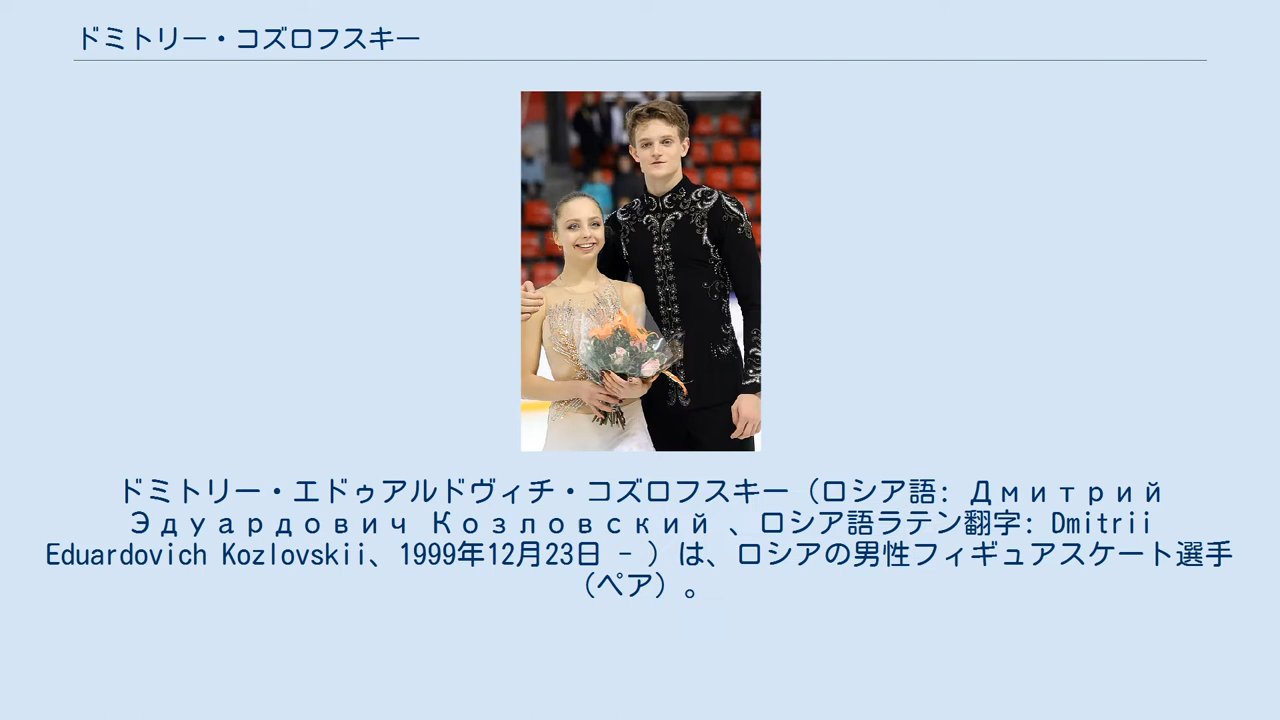 ドミトリー・コズロフスキー
ドミトリー・エドゥアルドヴィチ・コズロフスキー（ロシア語: Дмитрий
Эдуардович Козловский 、ロシア語ラテン翻字: Dmitrii
Eduardovich Kozlovskii、1999年12月23日 - ）は、ロシアの男性フィギュアスケート選手
（ペア）。